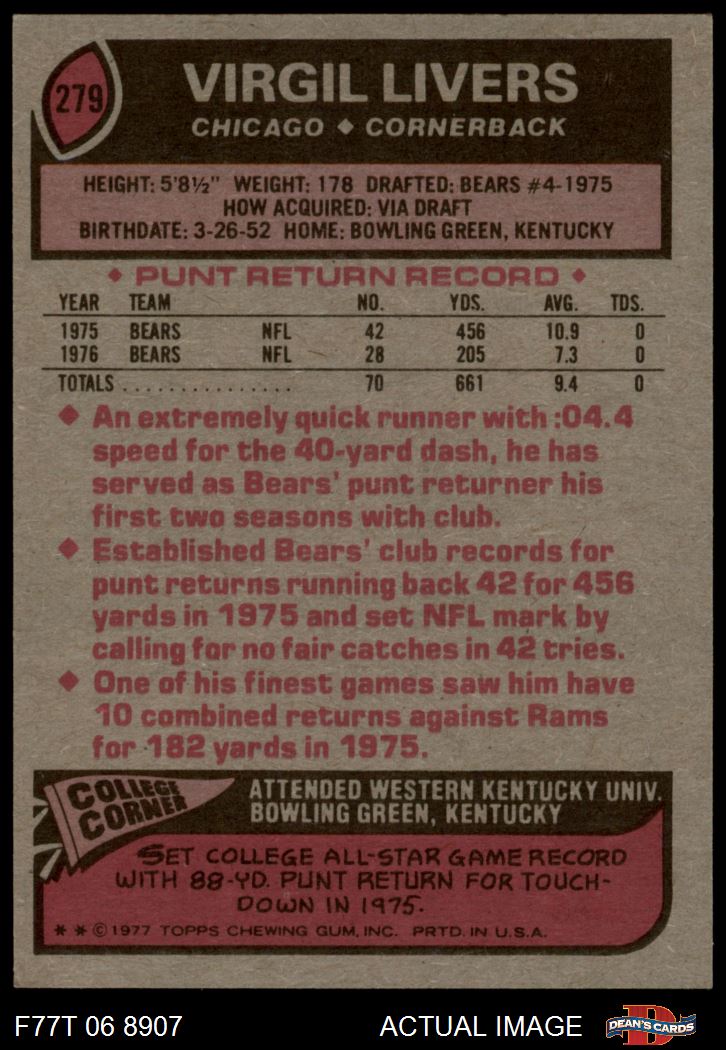 279
VIRGIL LIVERS
CHICAGO ◆ CORNERBACK
HEIGHT: 5'8½" WEIGHT: 178 DRAFTED: BEARS #4-1975
HOW ACQUIRED: VIA DRAFT
BIRTHDATE: 3-26-52 HOME: BOWLING GREEN, KENTUCKY
◆ PUNT RETURN RECORD ◆
YEAR TEAM NO. YDS. AVG. TDS.
1975 BEARS NFL 42 456 10.9 0
1976 BEARS NFL 28 205 7.3 0
TOTALS . . . . . . . . . . . . . . . 70 661 9.4 0
◆ An extremely quick runner with :04.4
speed for the 40-yard dash, he has
served as Bears' punt returner his
first two seasons with club.
◆ Established Bears' club records for
punt returns running back 42 for 456
yards in 1975 and set NFL mark by
calling for no fair catches in 42 tries.
◆ One of his finest games saw him have
10 combined returns against Rams
for 182 yards in 1975.
COLLEGE
CORNER
ATTENDED WESTERN KENTUCKY UNIV.
BOWLING GREEN, KENTUCKY
SET COLLEGE ALL-STAR GAME RECORD
WITH 88-YD. PUNT RETURN FOR TOUCH-
DOWN IN 1975.
* * © 1977 TOPPS CHEWING GUM, INC. PRTD. IN U.S.A.
F77T 06 8907 ACTUAL IMAGE
DEAN'S CARDS